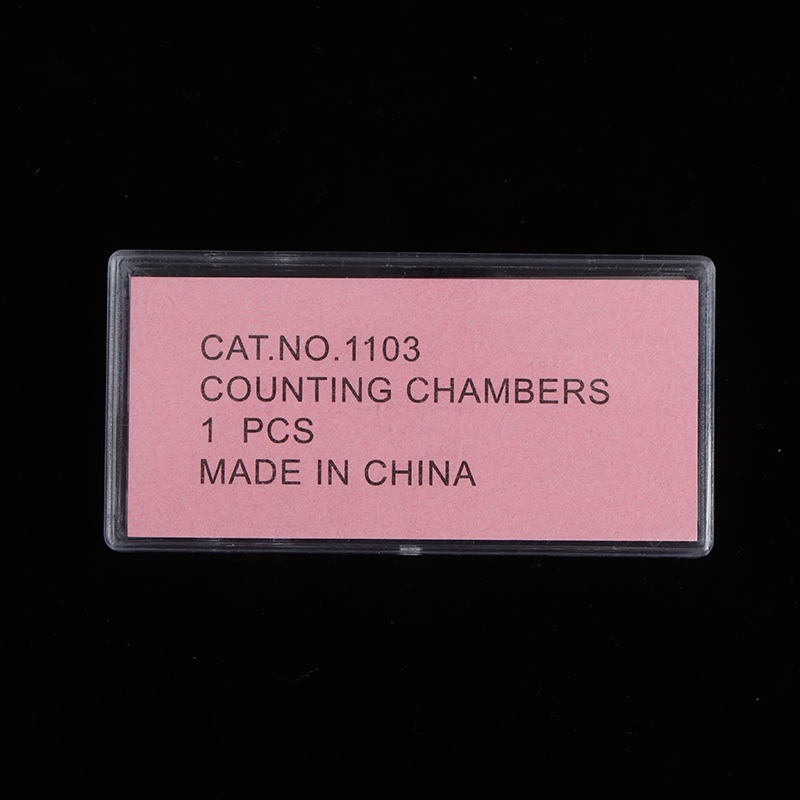 CAT.NO.1103
COUNTING CHAMBERS
1 PCS
MADE IN CHINA